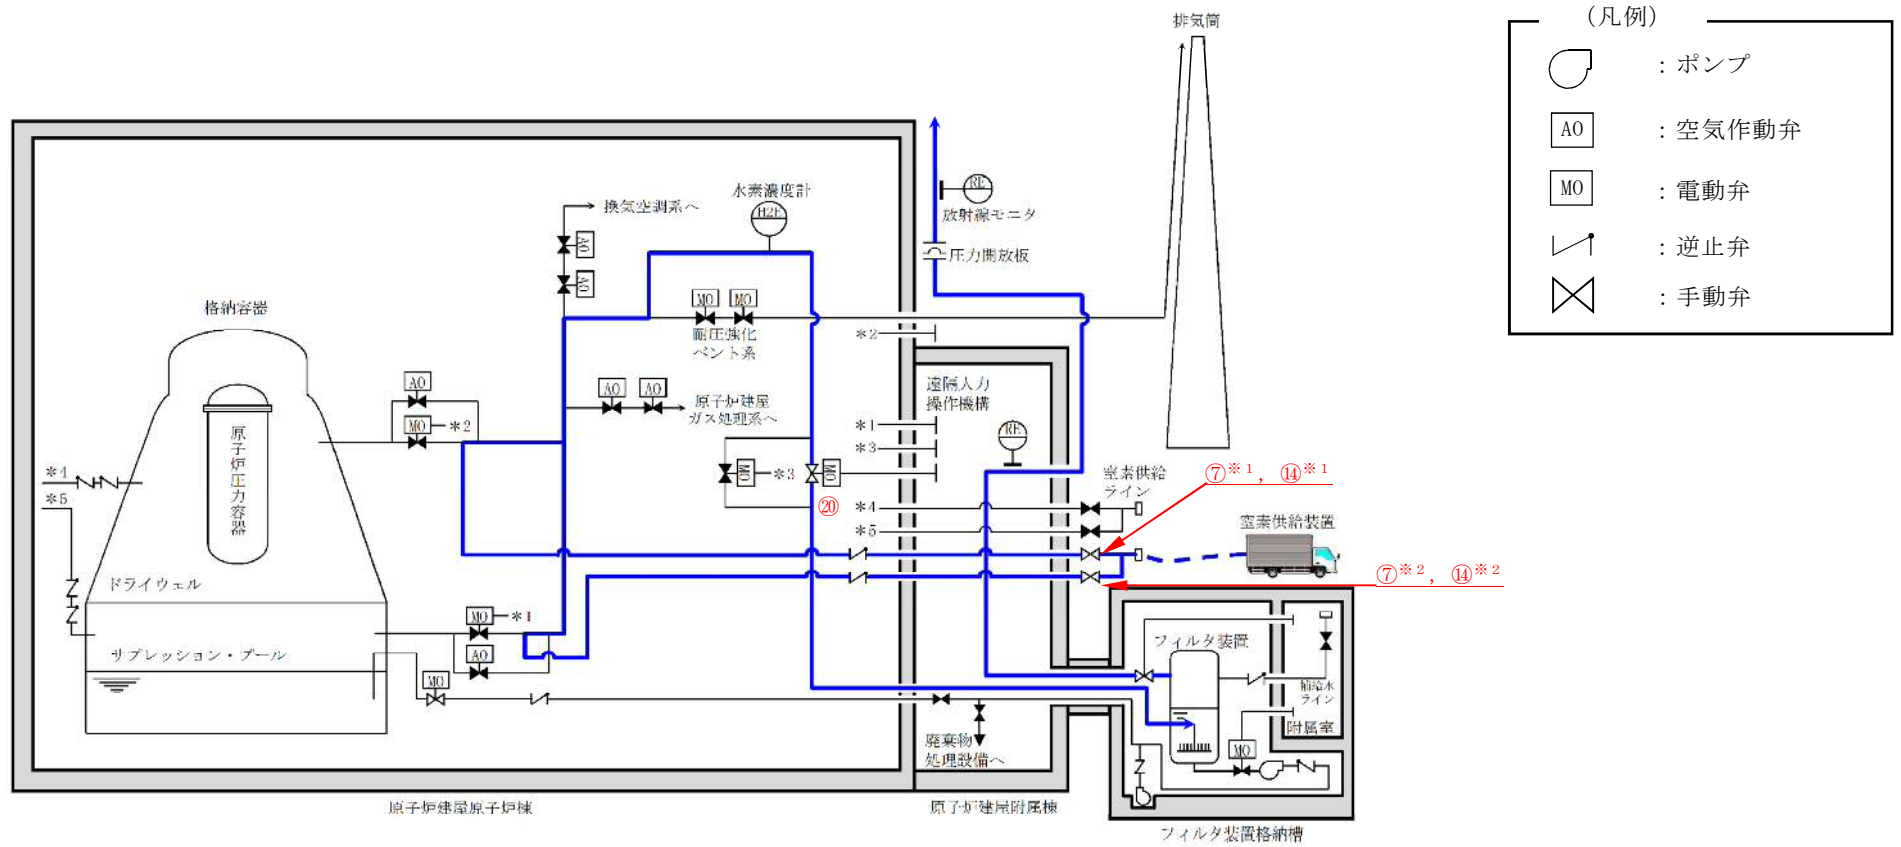 (凡例)
：ポンプ
AO
：空気作動弁
MO
：電動弁
：逆止弁
：手動弁
排気筒
水素濃度計
H2E
換気空調系へ
AO
AO
RE
放射線モニタ
圧力開放板
格納容器
MO
MO
耐圧強化
ベント系
＊2
AO
MO
＊2
AO
AO
原子炉建屋
ガス処理系へ
遠隔人力
操作機構
＊1
＊3
RE
原子炉圧力容器
MO
＊3
MO
⑳
＊4
＊5
＊4
＊5
窒素供給
ライン
⑦※１，⑭※１
窒素供給装置
⑦※２，⑭※２
ドライウェル
MO
＊1
サプレッション・プール
AO
MO
フィルタ装置
補給水
ライン
附属室
MO
廃棄物
処理設備へ
原子炉建屋原子炉棟
原子炉建屋附属棟
フィルタ装置格納槽